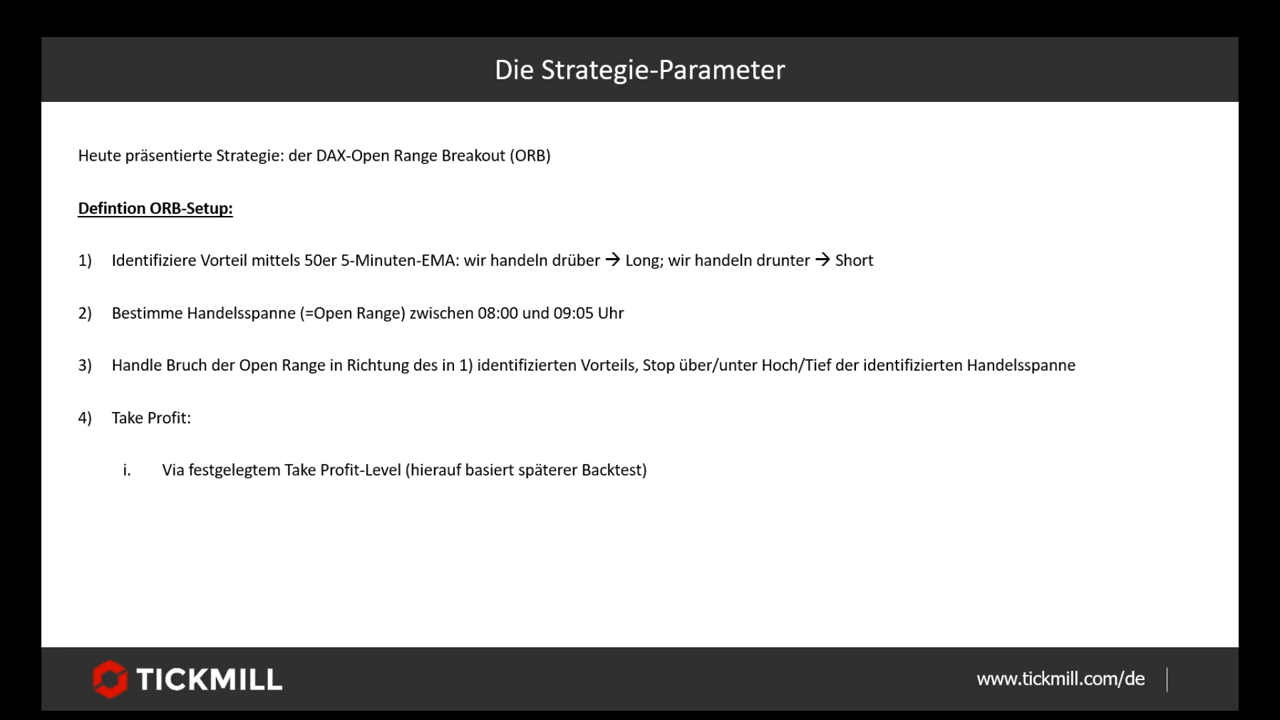 Die Strategie-Parameter
Heute präsentierte Strategie: der DAX-Open Range Breakout (ORB)
Defintion ORB-Setup:
1) Identifiziere Vorteil mittels 50er 5-Minuten-EMA: wir handeln drüber → Long; wir handeln drunter → Short
2) Bestimme Handelsspanne (=Open Range) zwischen 08:00 und 09:05 Uhr
3) Handle Bruch der Open Range in Richtung des in 1) identifizierten Vorteils, Stop über/unter Hoch/Tief der identifizierten Handelsspanne
4) Take Profit:
i. Via festgelegtem Take Profit-Level (hierauf basiert späterer Backtest)
TICKMILL
www.tickmill.com/de